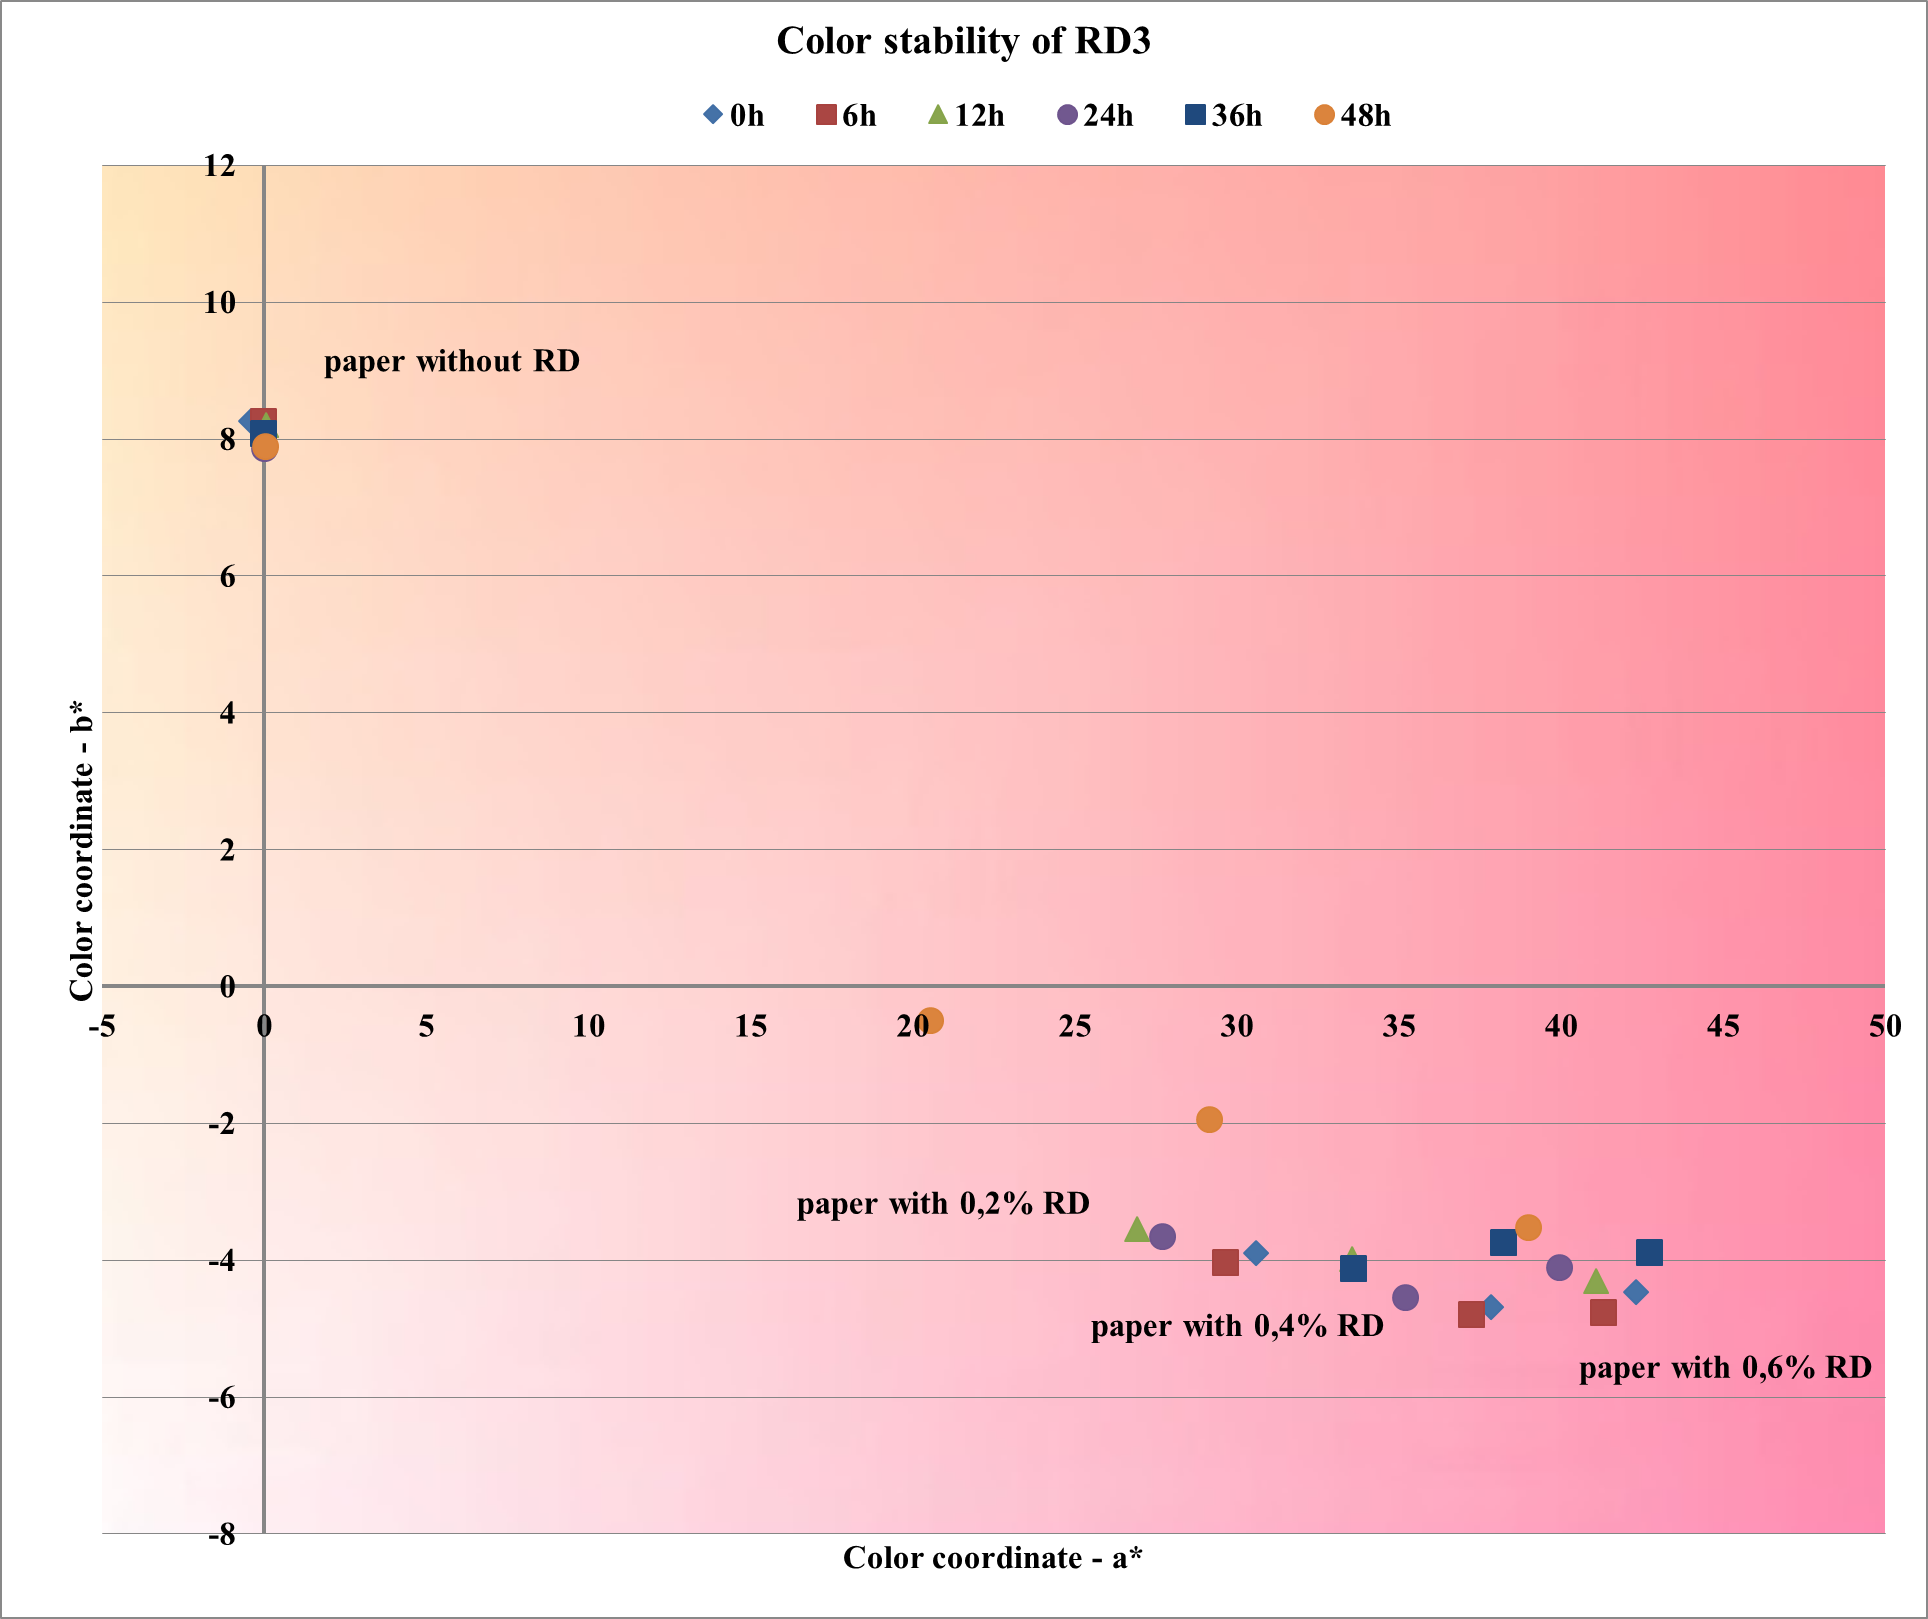 Color stability of RD3
0h 6h 12h 24h 36h 48h
12
10
paper without RD
8
6
4
Color coordinate - b*
2
0
-5 0 5 10 15 20 25 30 35 40 45 50
-2
paper with 0,2% RD
-4
paper with 0,4% RD
paper with 0,6% RD
-6
-8
Color coordinate - a*